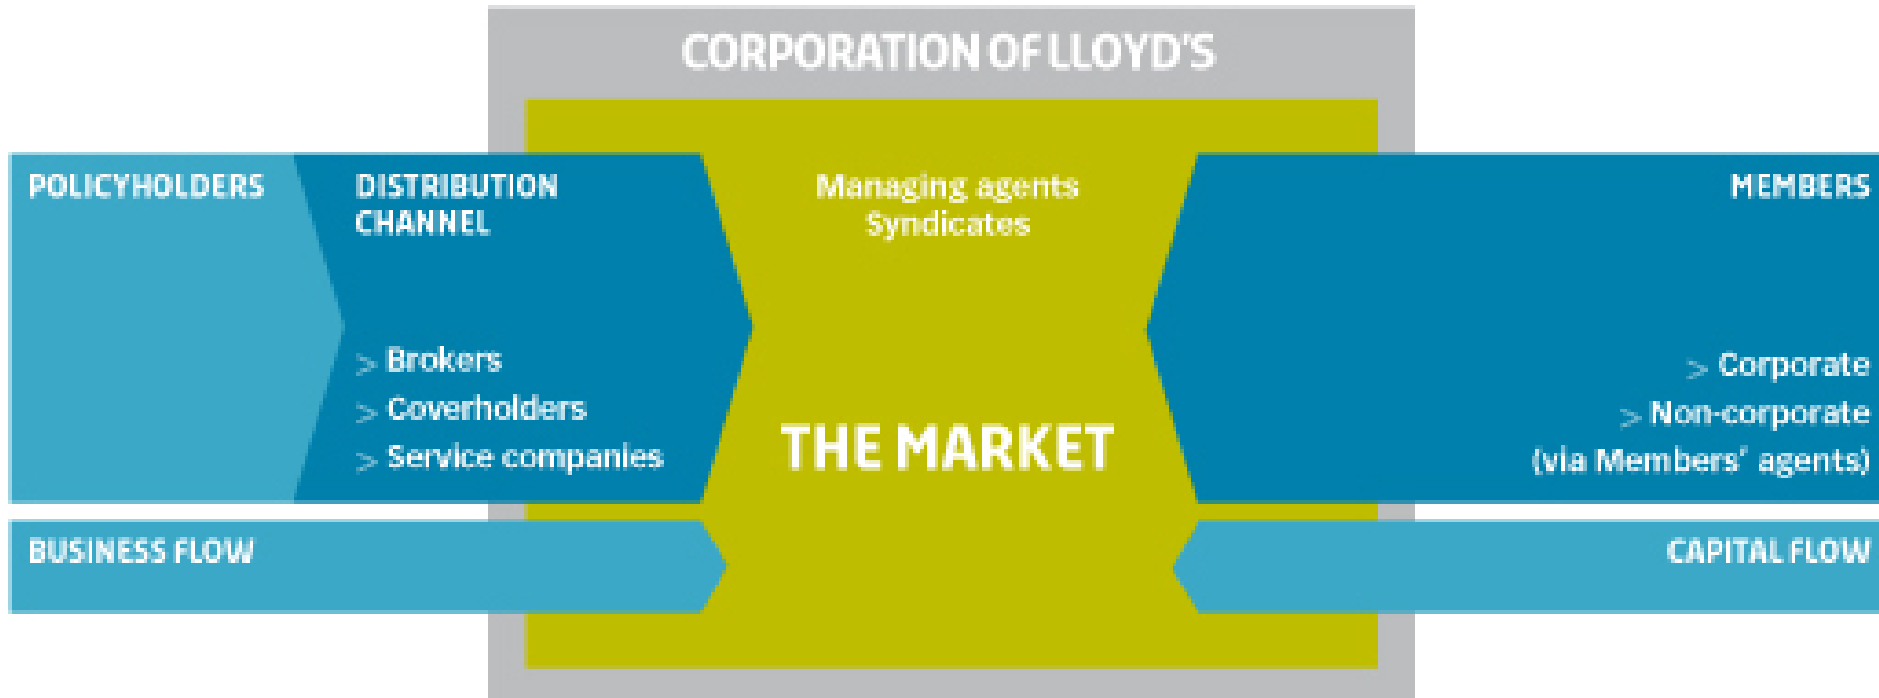 CORPORATION OF LLOYD'S
POLICYHOLDERS
DISTRIBUTION
CHANNEL
> Brokers
> Coverholders
> Service companies
Managing agents
Syndicates
THE MARKET
MEMBERS
> Corporate
> Non-corporate
(via Members' agents)
BUSINESS FLOW
CAPITAL FLOW